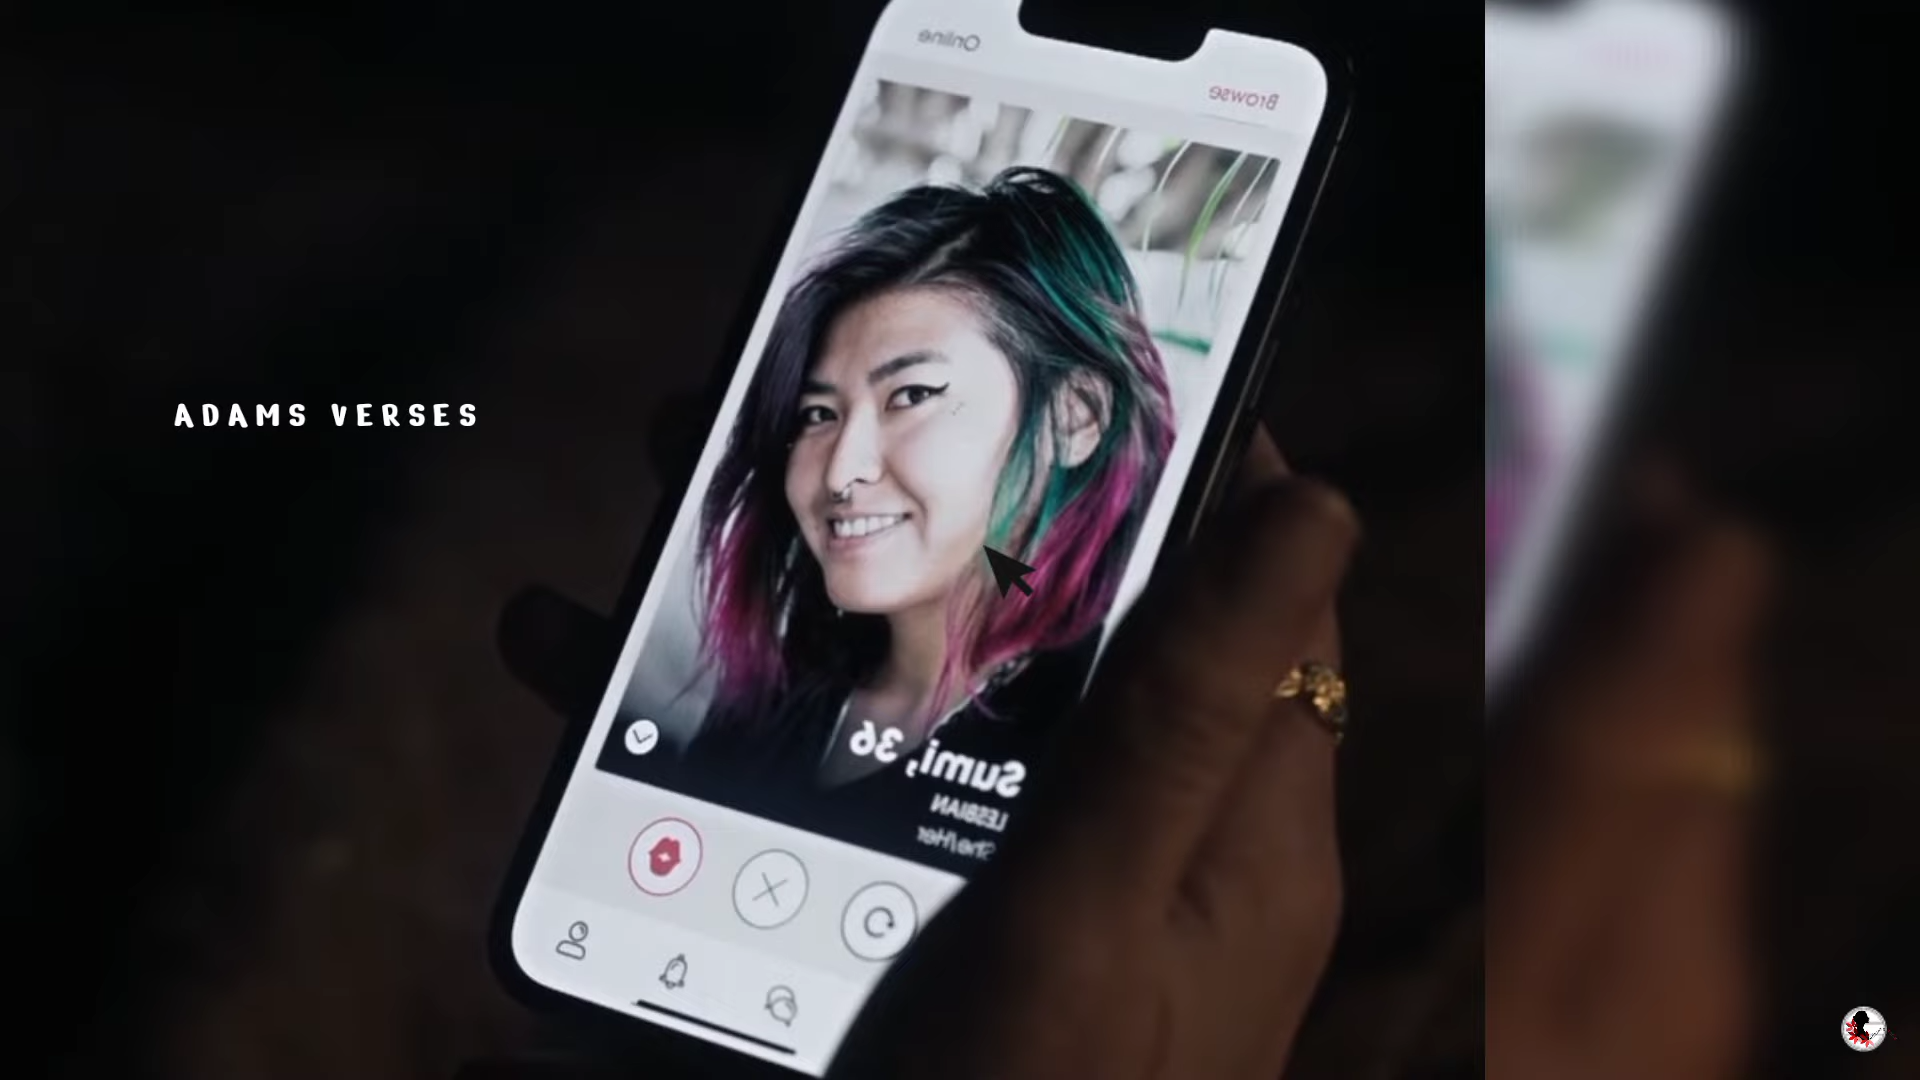 Online
Browse
ADAMS VERSES
Sumi, 36
LESBIAN
She/Her